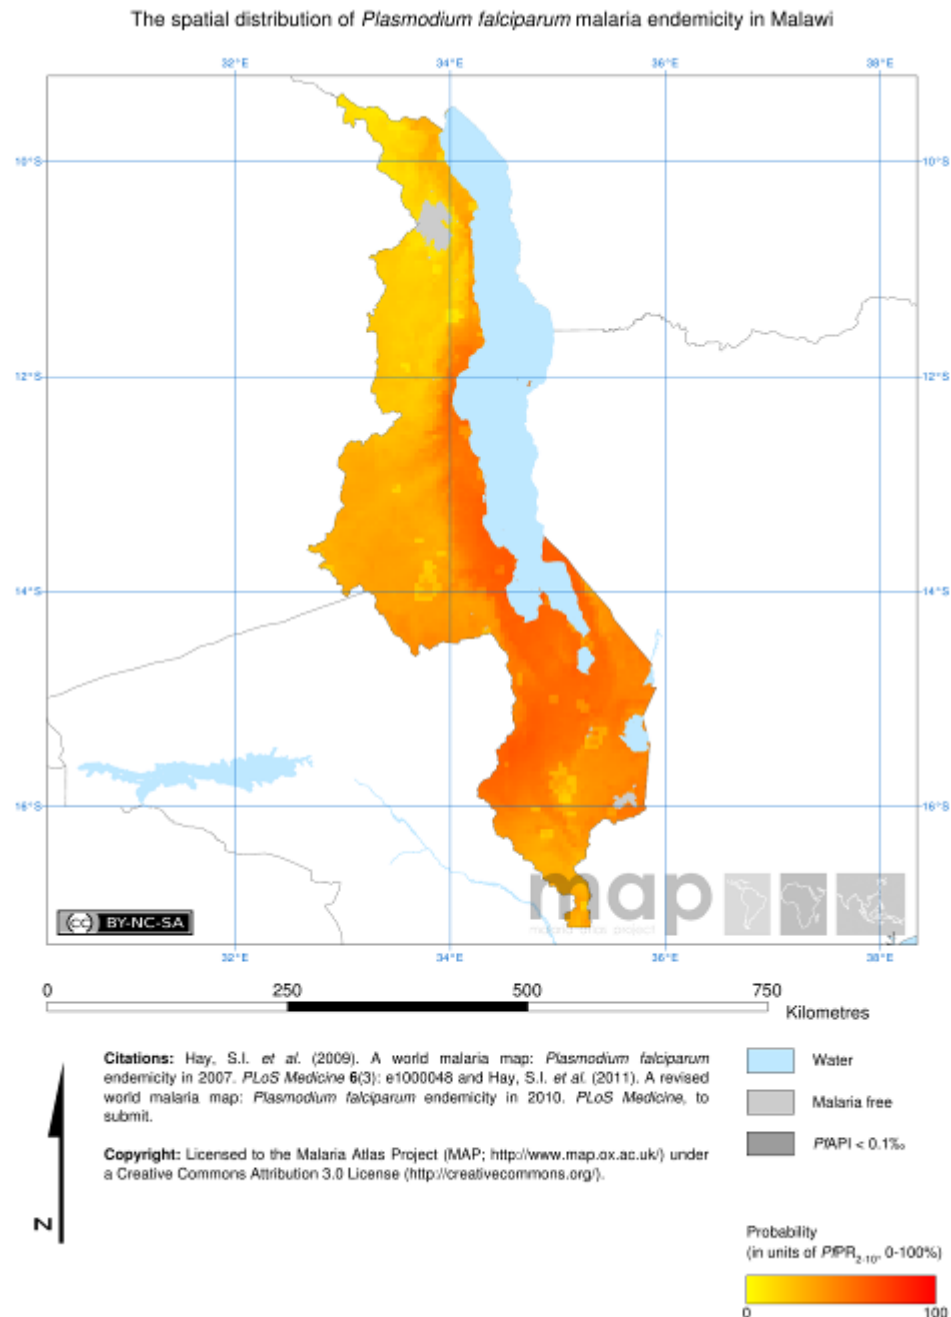 The spatial distribution of Plasmodium falciparum malaria endemicity in Malawi
32°E 34°E 36°E 38°E
10°S 10°S
12°S 12°S
14°S 14°S
16°S 16°S
map
malaria atlas project
cc BY-NC-SA
32°E 34°E 36°E 38°E
0 250 500 750
Kilometres
Citations: Hay, S.I. et al. (2009). A world malaria map: Plasmodium falciparum
endemicity in 2007. PLoS Medicine 6(3): e1000048 and Hay, S.I. et al. (2011). A revised
world malaria map: Plasmodium falciparum endemicity in 2010. PLoS Medicine, to
submit.
Copyright: Licensed to the Malaria Atlas Project (MAP; http://www.map.ox.ac.uk/) under
a Creative Commons Attribution 3.0 License (http://creativecommons.org/).
Water
Malaria free
PfAPI < 0.1‰
N
Probability
(in units of PfPR2-10, 0-100%)
0 100